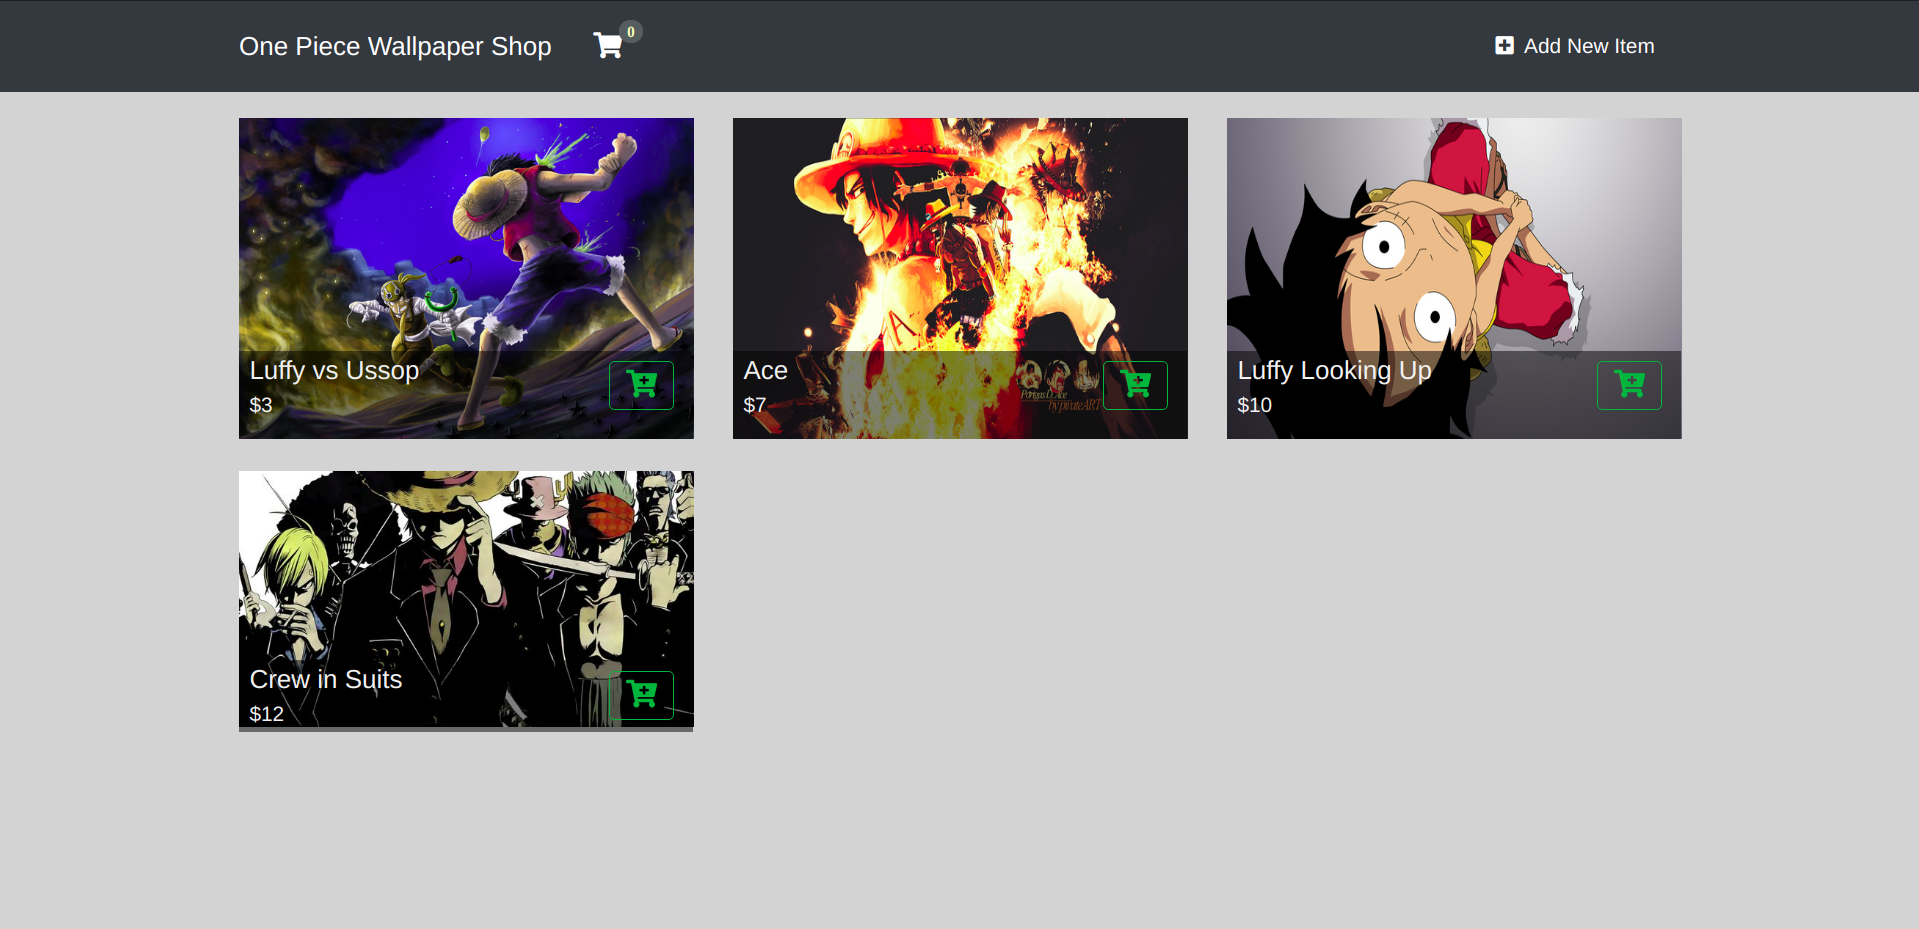 One Piece Wallpaper Shop
0
Add New Item
Luffy vs Ussop
$3
Ace
$7
Portgas D. Ace
by pirateART
Luffy Looking Up
$10
Crew in Suits
$12